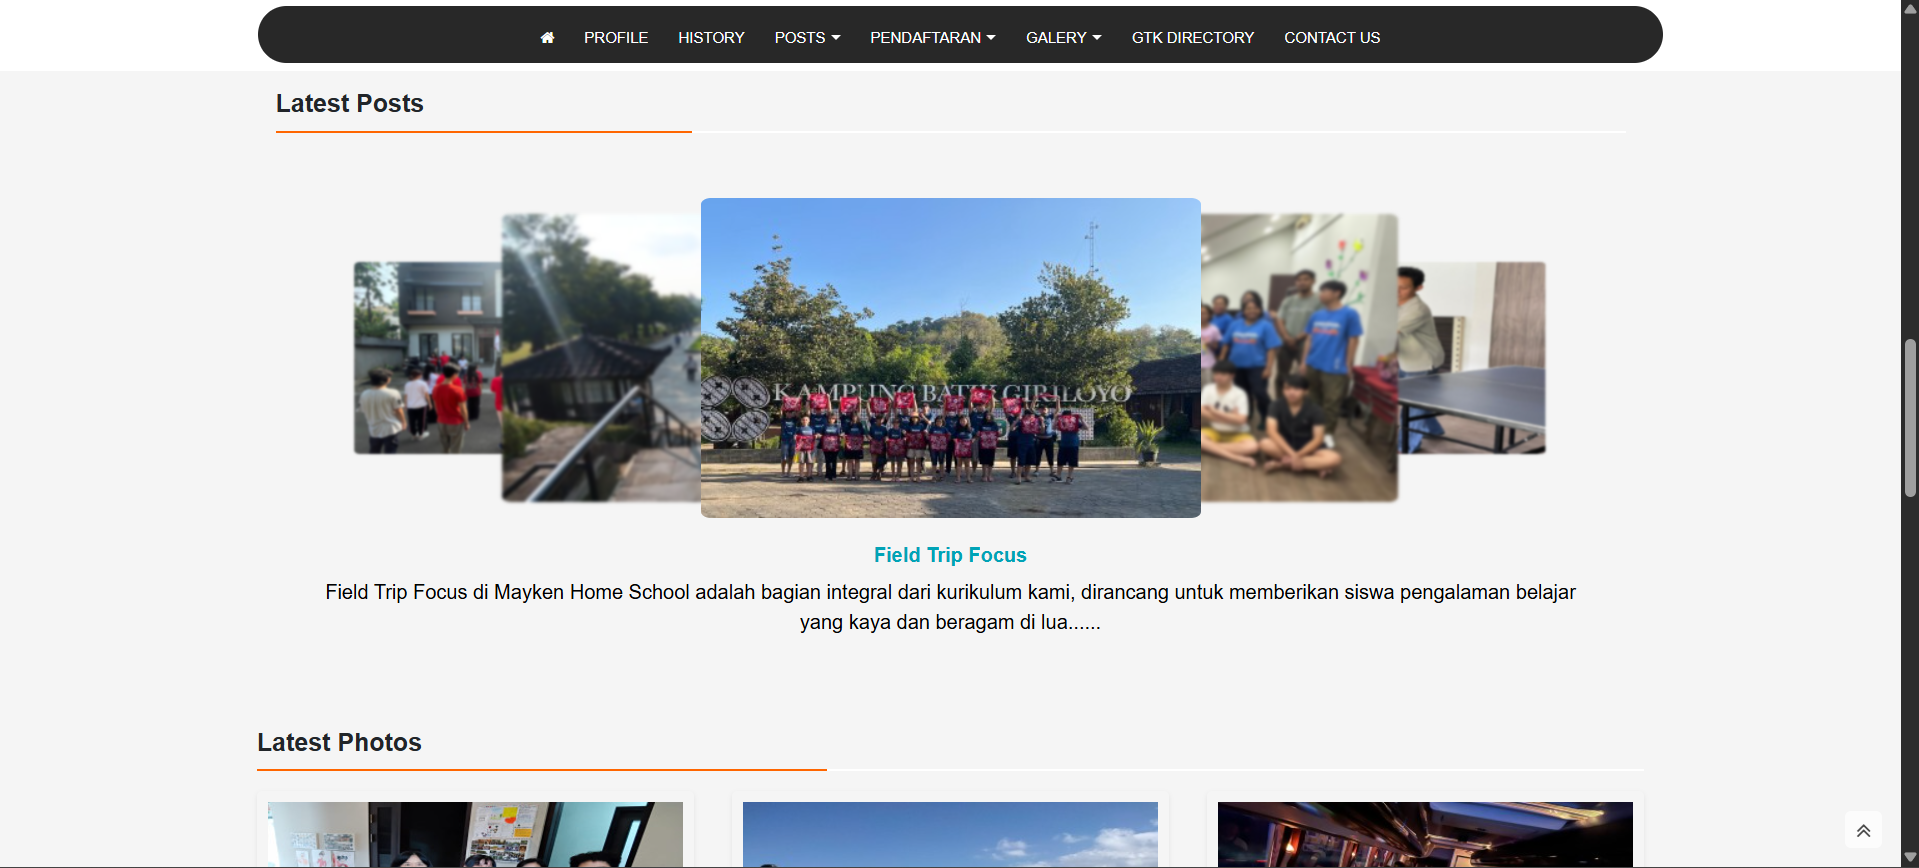 PROFILE HISTORY POSTS PENDAFTARAN GALERY GTK DIRECTORY CONTACT US
Latest Posts
KAMPUNG BATIK GIRILOYO
Field Trip Focus
Field Trip Focus di Mayken Home School adalah bagian integral dari kurikulum kami, dirancang untuk memberikan siswa pengalaman belajar
yang kaya dan beragam di lua......
Latest Photos